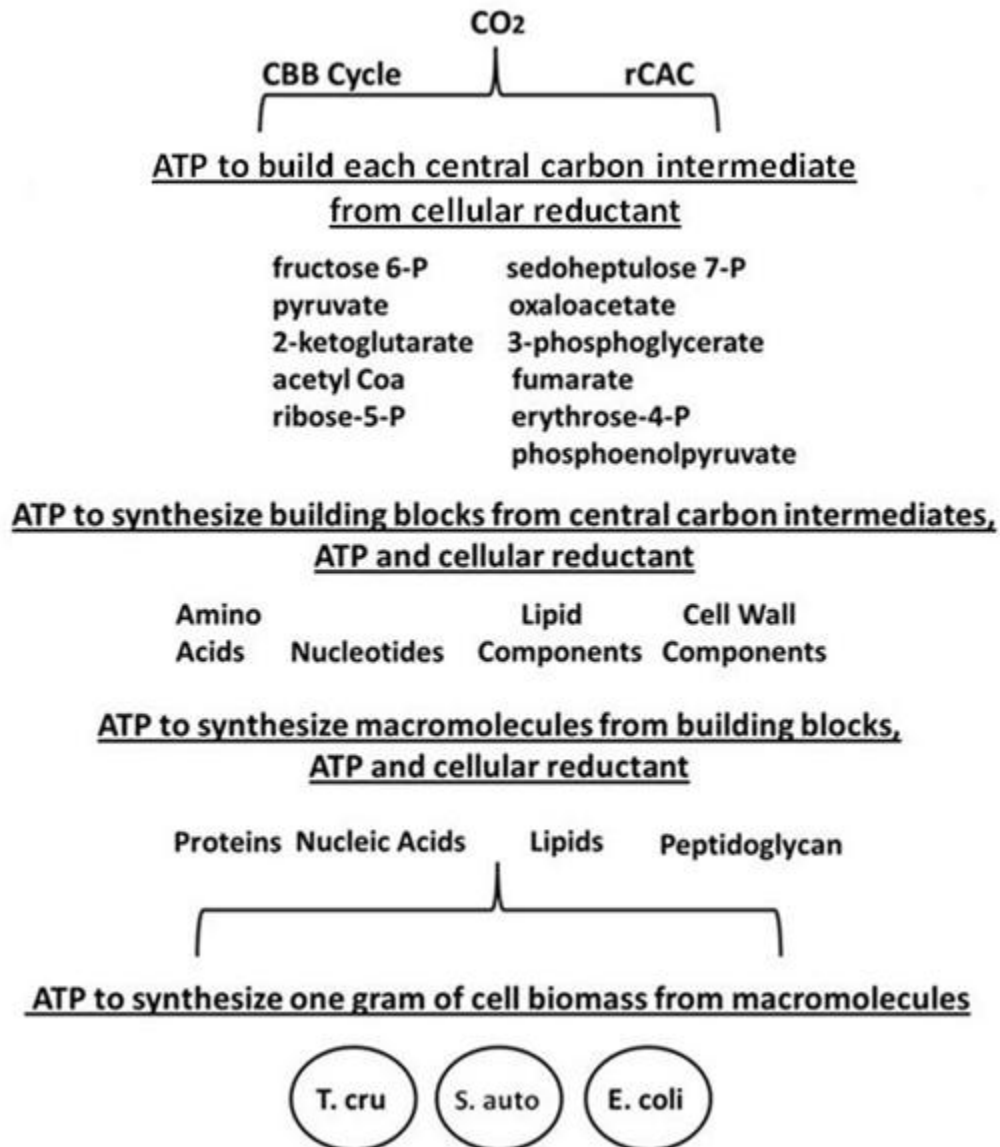 CO2
CBB Cycle rCAC
ATP to build each central carbon intermediate
from cellular reductant
fructose 6-P sedoheptulose 7-P
pyruvate oxaloacetate
2-ketoglutarate 3-phosphoglycerate
acetyl Coa fumarate
ribose-5-P erythrose-4-P
phosphoenolpyruvate
ATP to synthesize building blocks from central carbon intermediates,
ATP and cellular reductant
Amino Lipid Cell Wall
Acids Nucleotides Components Components
ATP to synthesize macromolecules from building blocks,
ATP and cellular reductant
Proteins Nucleic Acids Lipids Peptidoglycan
ATP to synthesize one gram of cell biomass from macromolecules
T. cru S. auto E. coli